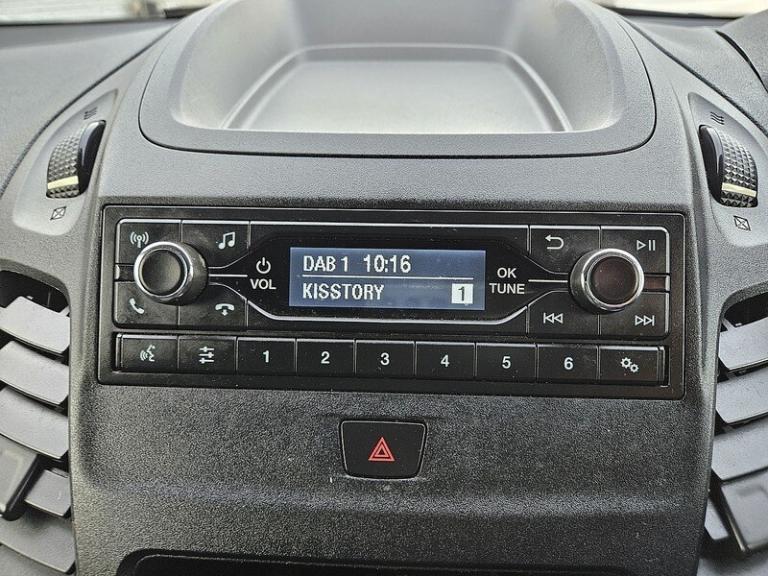 DAB 1 10:16
KISSTORY 1
VOL
OK
TUNE
1 2 3 4 5 6